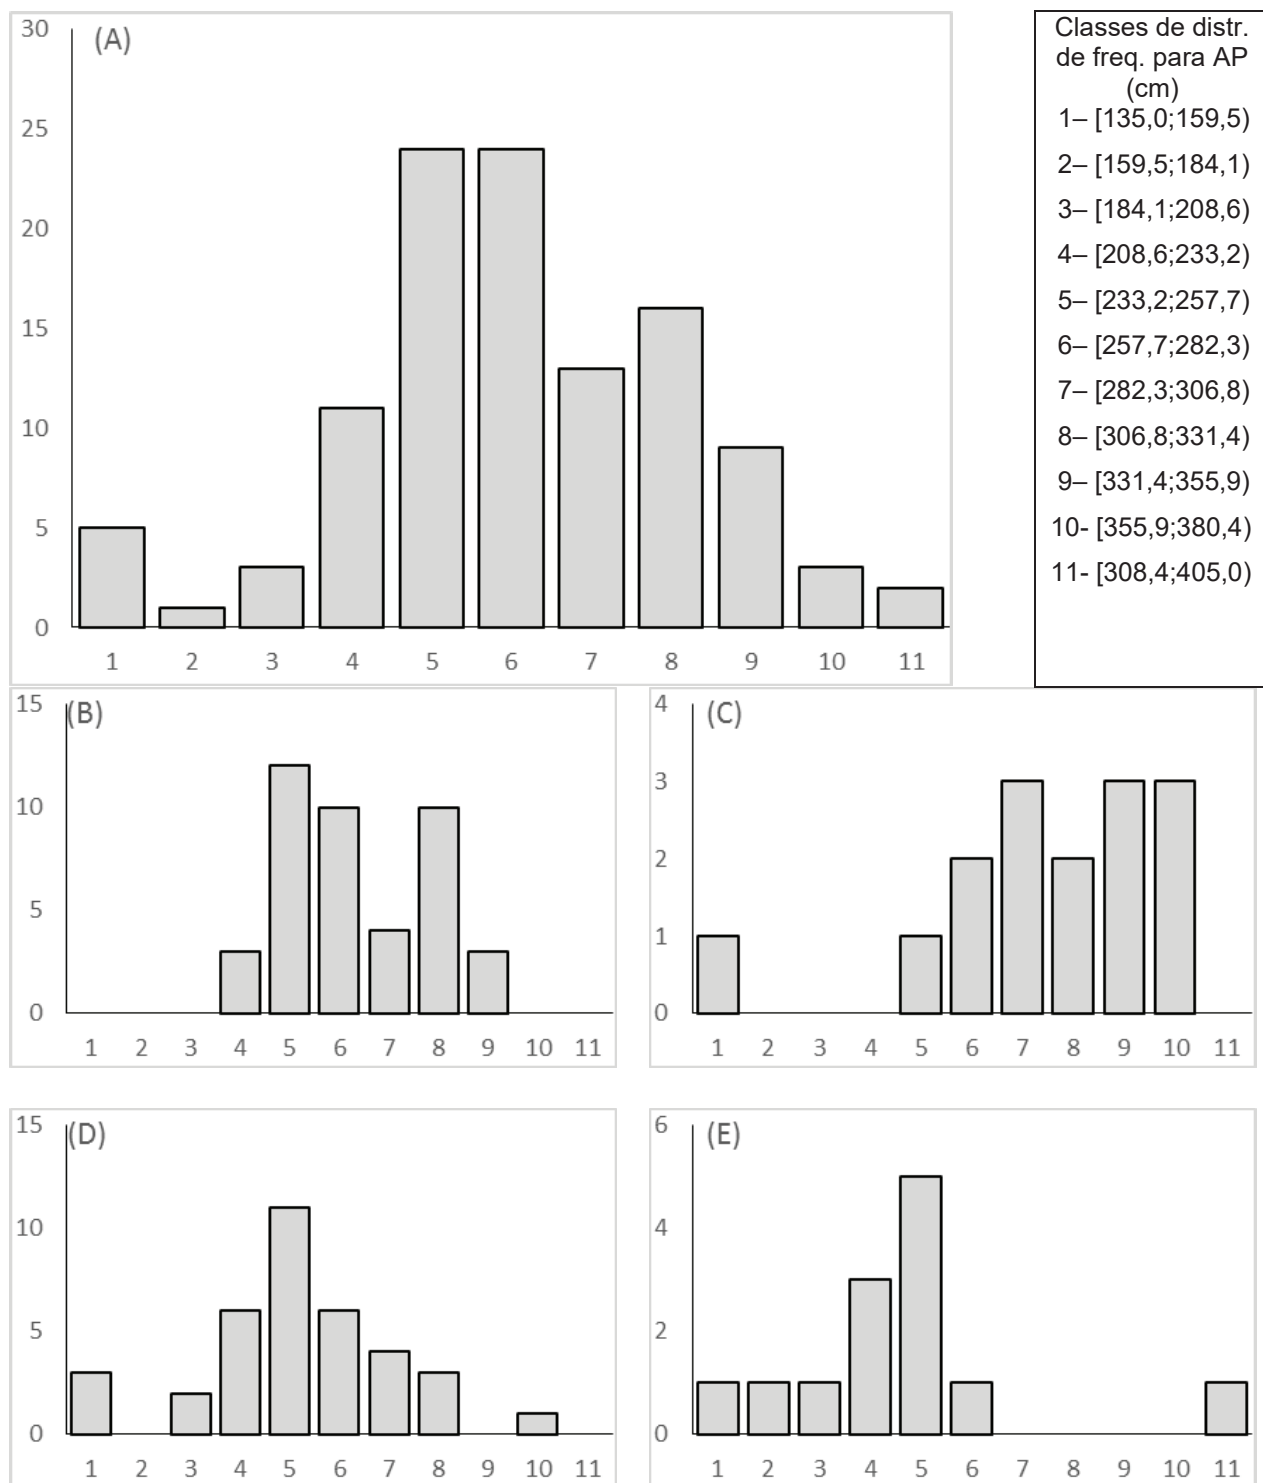 (A)
30
25
20
15
10
5
0
1 2 3 4 5 6 7 8 9 10 11
Classes de distr.
de freq. para AP
(cm)
1– [135,0;159,5)
2– [159,5;184,1)
3– [184,1;208,6)
4– [208,6;233,2)
5– [233,2;257,7)
6– [257,7;282,3)
7– [282,3;306,8)
8– [306,8;331,4)
9– [331,4;355,9)
10- [355,9;380,4)
11- [308,4;405,0)
(B)
15
10
5
0
1 2 3 4 5 6 7 8 9 10 11
(C)
4
3
2
1
0
1 2 3 4 5 6 7 8 9 10 11
(D)
15
10
5
0
1 2 3 4 5 6 7 8 9 10 11
(E)
6
4
2
0
1 2 3 4 5 6 7 8 9 10 11